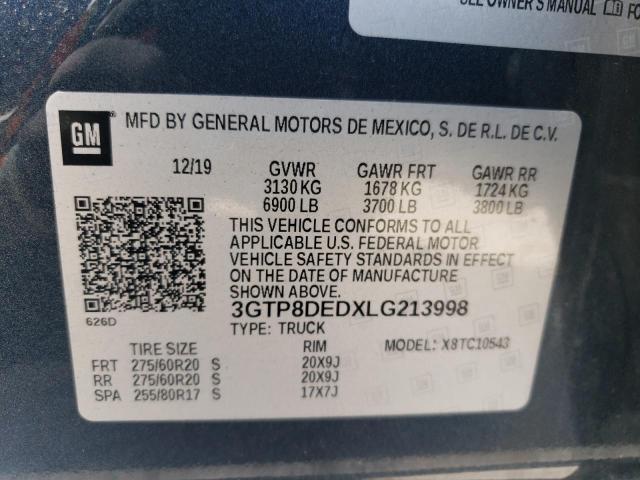 SEE OWNER'S MANUAL
GM MFD BY GENERAL MOTORS DE MEXICO, S. DE R.L. DE C.V.
12/19 GVWR GAWR FRT GAWR RR
3130 KG 1678 KG 1724 KG
6900 LB 3700 LB 3800 LB
THIS VEHICLE CONFORMS TO ALL
APPLICABLE U.S. FEDERAL MOTOR
VEHICLE SAFETY STANDARDS IN EFFECT
ON THE DATE OF MANUFACTURE
SHOWN ABOVE.
626D 3GTP8DEDXLG213998
TYPE: TRUCK MODEL: X8TC10543
TIRE SIZE RIM
FRT 275/60R20 S 20X9J
RR 275/60R20 S 20X9J
SPA 255/80R17 S 17X7J